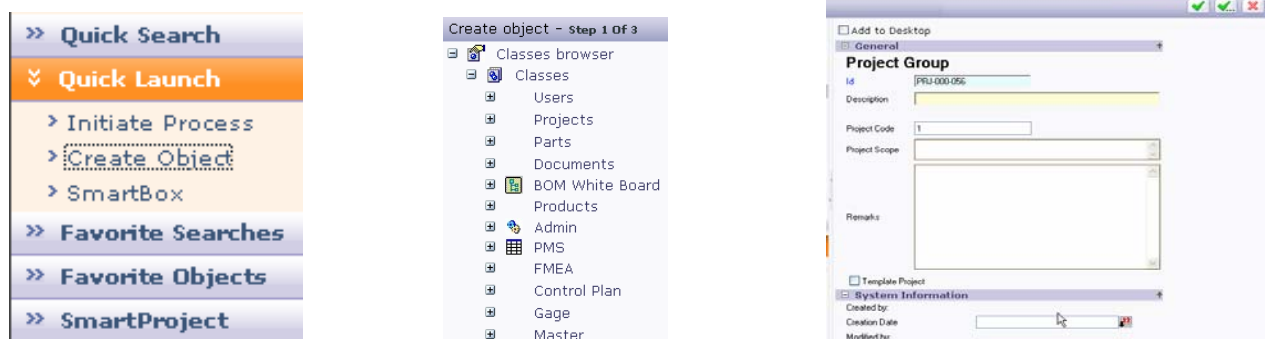 Quick Search
Quick Launch
Initiate Process
Create Object
SmartBox
Favorite Searches
Favorite Objects
SmartProject
Create object - Step 1 Of 3
Classes browser
Classes
Users
Projects
Parts
Documents
BOM White Board
Products
Admin
PMS
FMEA
Control Plan
Gage
Master
Add to Desktop
General
Project Group
Id PRJ-000-056
Description
Project Code 1
Project Scope
Remarks
Template Project
System Information
Created by:
Creation Date
Modified by: